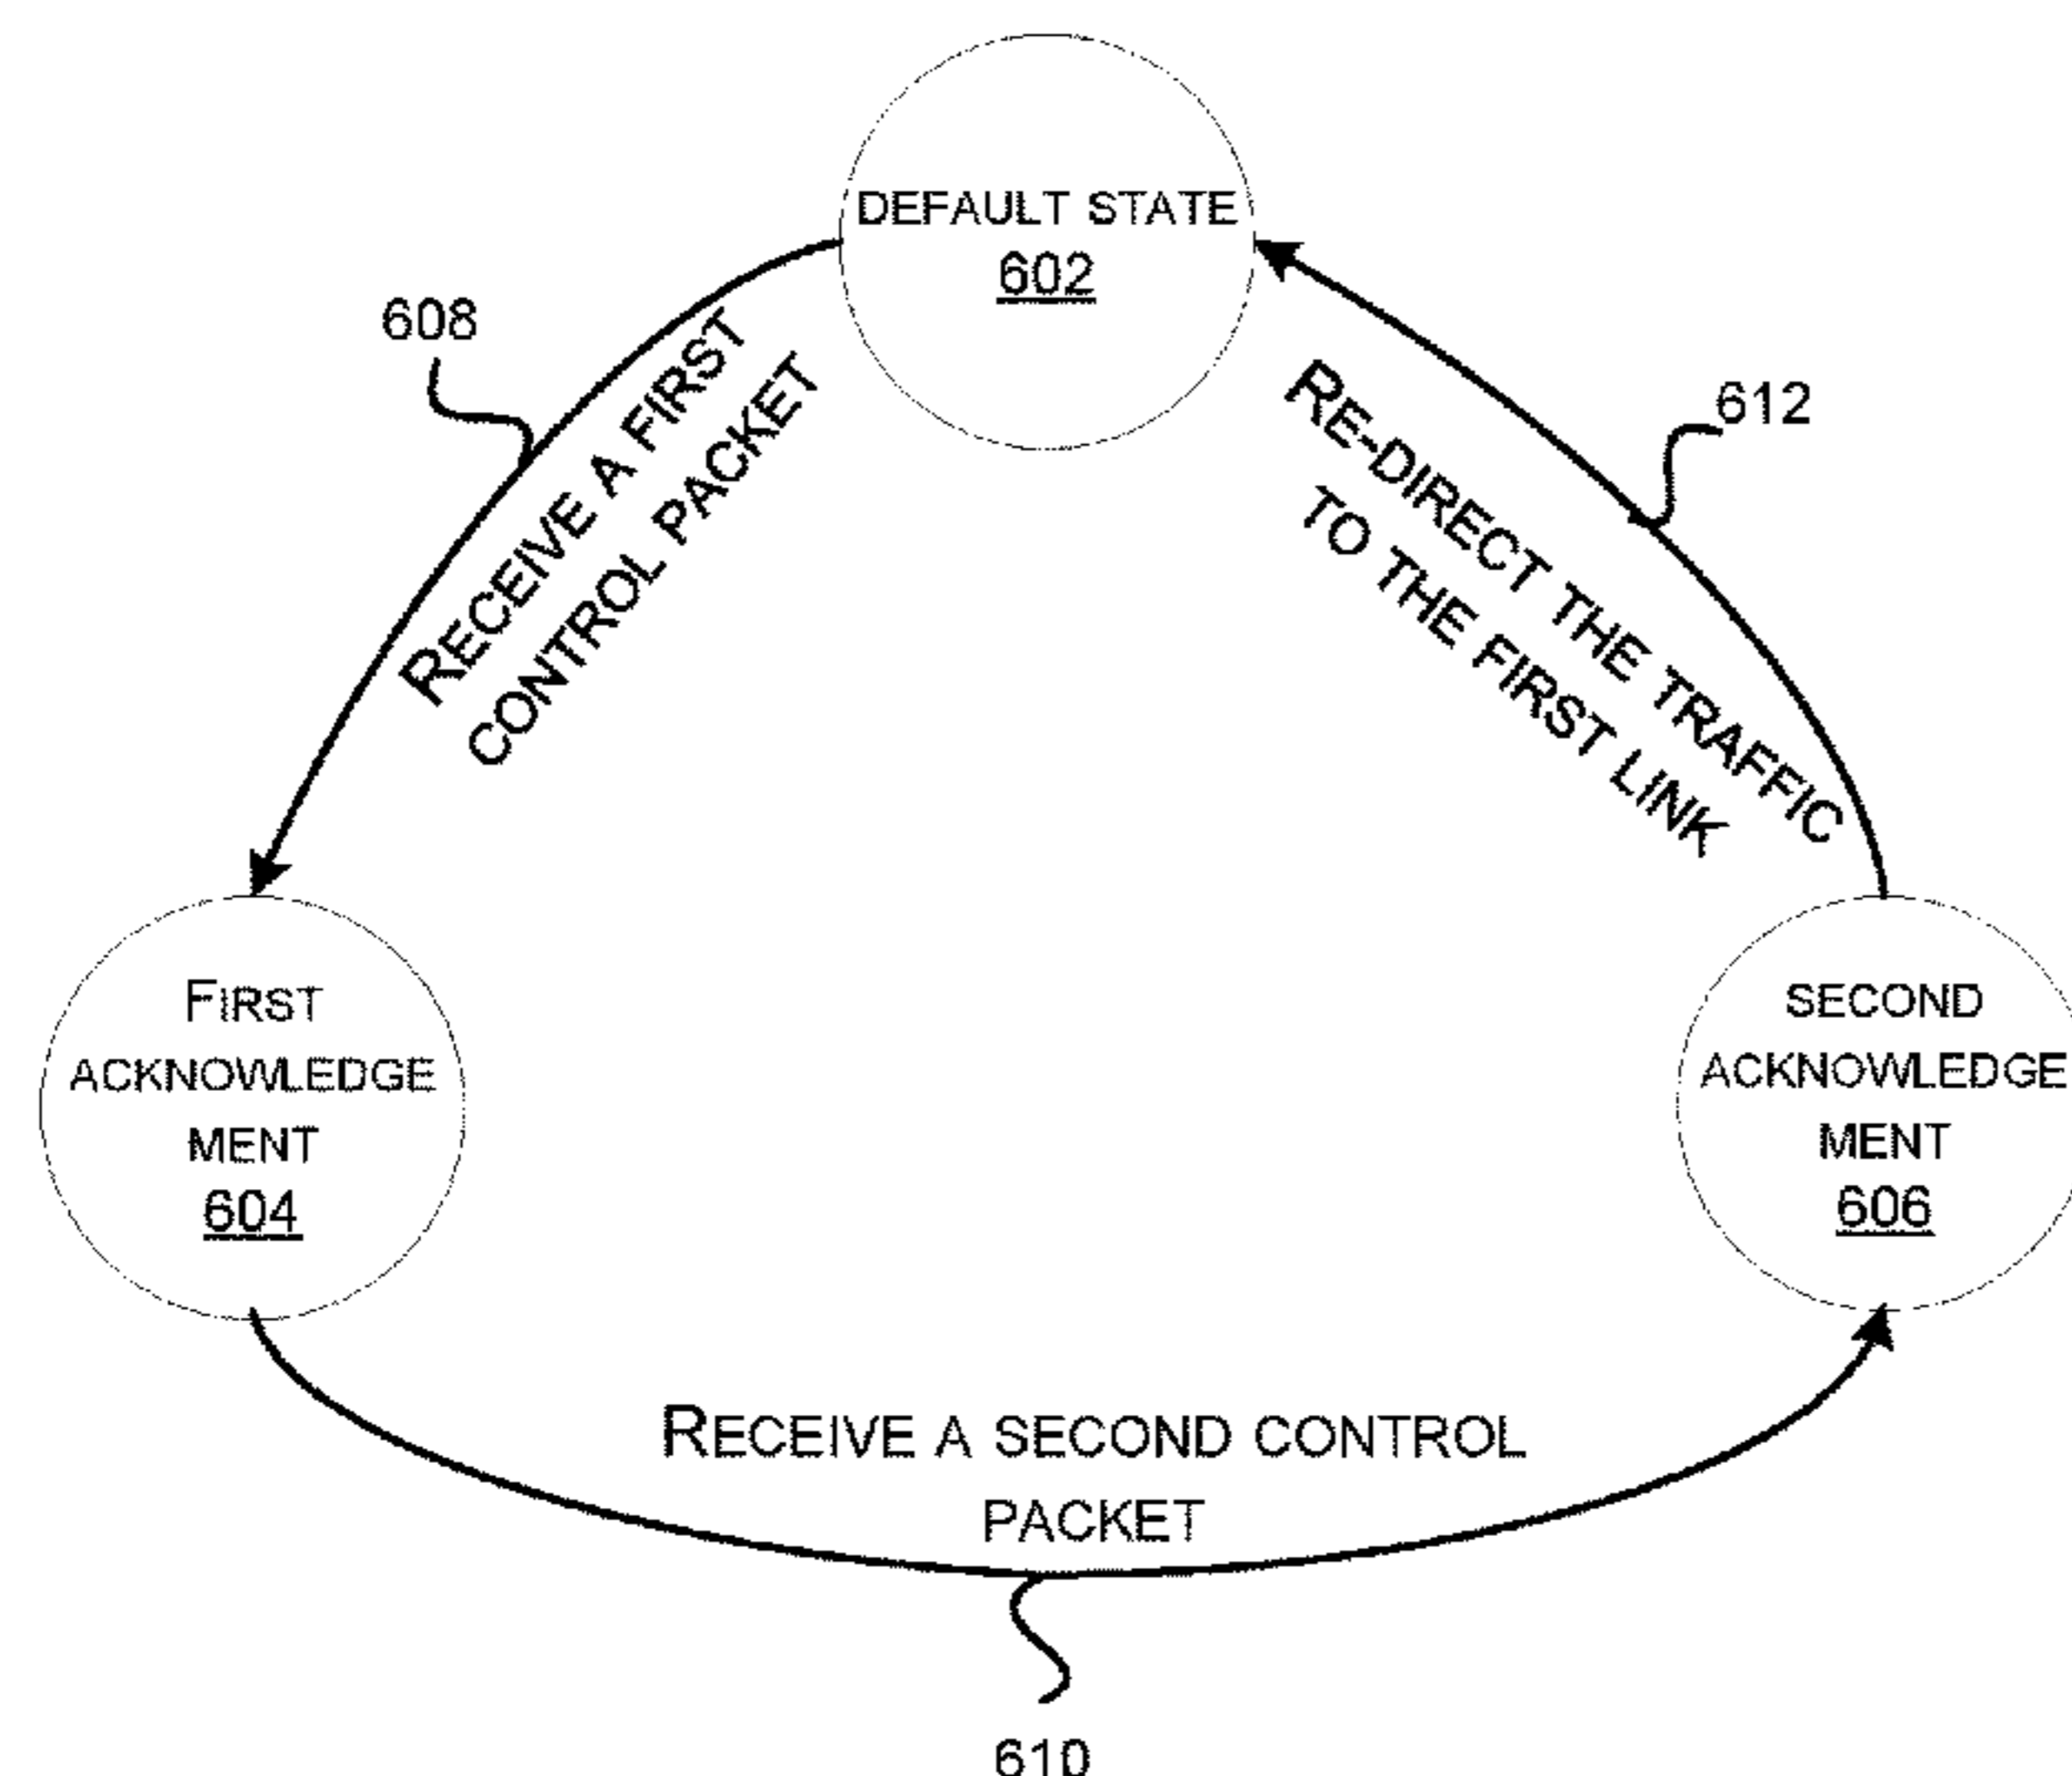 DEFAULT STATE
602
608
RECEIVE A FIRST
CONTROL PACKET
612
RE-DIRECT THE TRAFFIC
TO THE FIRST LINK
FIRST
ACKNOWLEDGE
MENT
604
SECOND
ACKNOWLEDGE
MENT
606
RECEIVE A SECOND CONTROL
PACKET
610